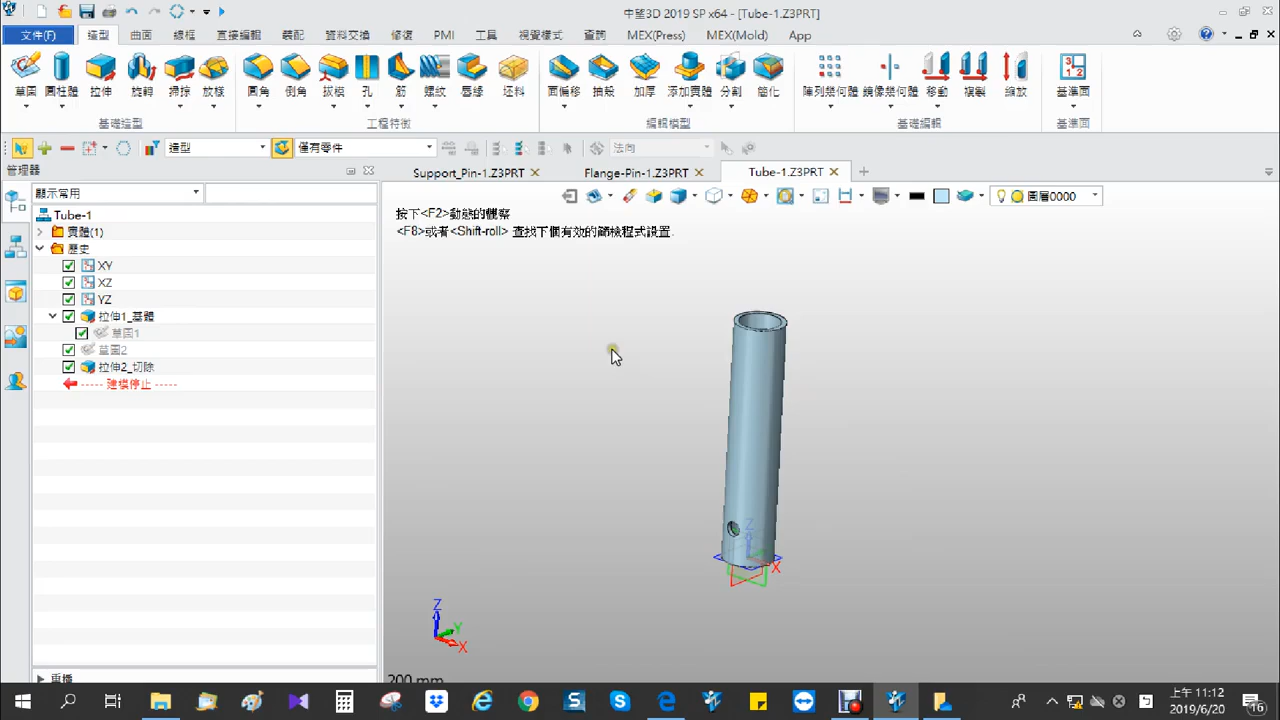 中望3D 2019 SP x64 - [Tube-1.Z3PRT]
文件(F) 造型 曲面 線框 直接編輯 裝配 資料交換 修復 PMI 工具 視覺樣式 查詢 MEX(Press) MEX(Mold) App
草圖 圓柱體 拉伸 旋轉 掃掠 放樣 圓角 倒角 拔模 孔 筋 螺紋 唇緣 坯料 面偏移 抽殼 加厚 添加實體 分割 簡化 陣列幾何體 鏡像幾何體 移動 複製 縮放 基準面
基礎造型 工程特徵 編輯模型 基礎編輯 基準面
造型 僅有零件 法向
管理器
Support_Pin-1.Z3PRT Flange-Pin-1.Z3PRT Tube-1.Z3PRT
顯示常用
圖層0000
Tube-1
實體(1)
歷史
XY
XZ
YZ
拉伸1_基體
草圖1
草圖2
拉伸2_切除
----- 建模停止 -----
按下<F2>動態的觀察
<F8>或者<Shift-roll> 查找下個有效的篩檢程式設置.
Z
X
Z
Y
X
200 mm
上午 11:12
2019/6/20
16